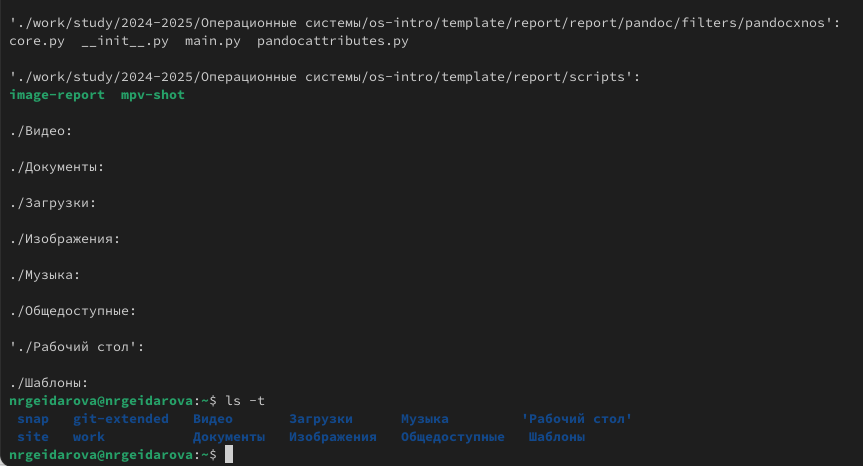 './work/study/2024-2025/Операционные системы/os-intro/template/report/report/pandoc/filters/pandocxnos':
core.py  __init__.py  main.py  pandocattributes.py
'./work/study/2024-2025/Операционные системы/os-intro/template/report/scripts':
image-report  mpv-shot
./Видео:
./Документы:
./Загрузки:
./Изображения:
./Музыка:
./Общедоступные:
'./Рабочий стол':
./Шаблоны:
nrgeidarova@nrgeidarova:~$ ls -t
snap   git-extended   Видео       Загрузки      Музыка         'Рабочий стол'
site   work           Документы   Изображения   Общедоступные   Шаблоны
nrgeidarova@nrgeidarova:~$